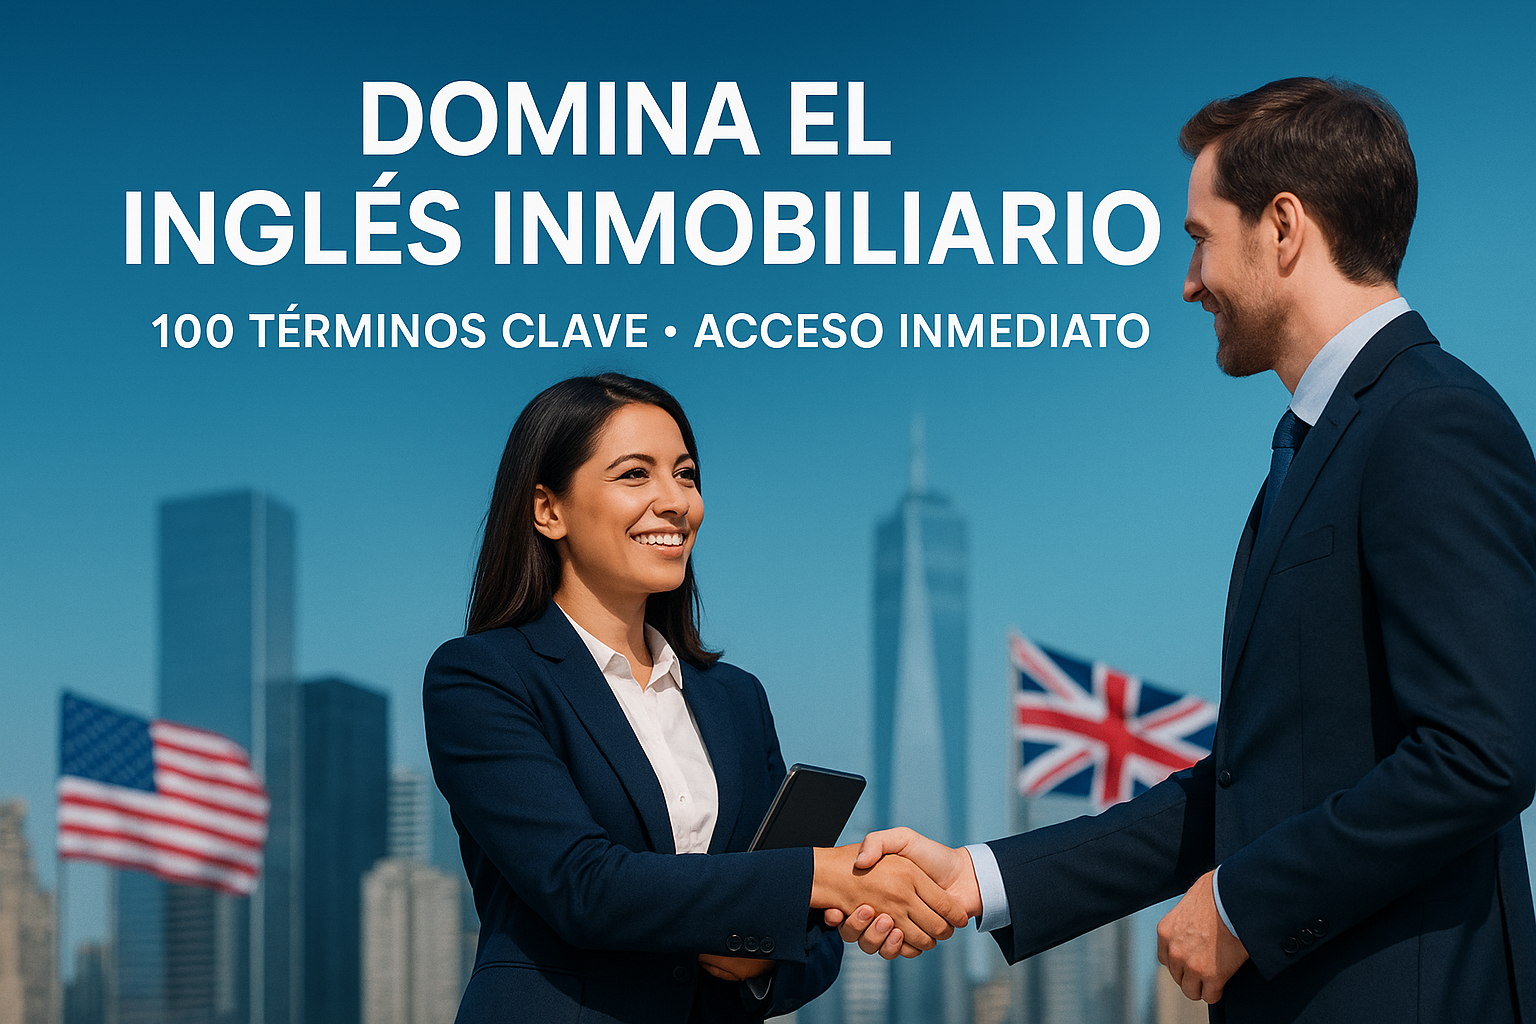 DOMINA EL
INGLÉS INMOBILIARIO
100 TÉRMINOS CLAVE • ACCESO INMEDIATO